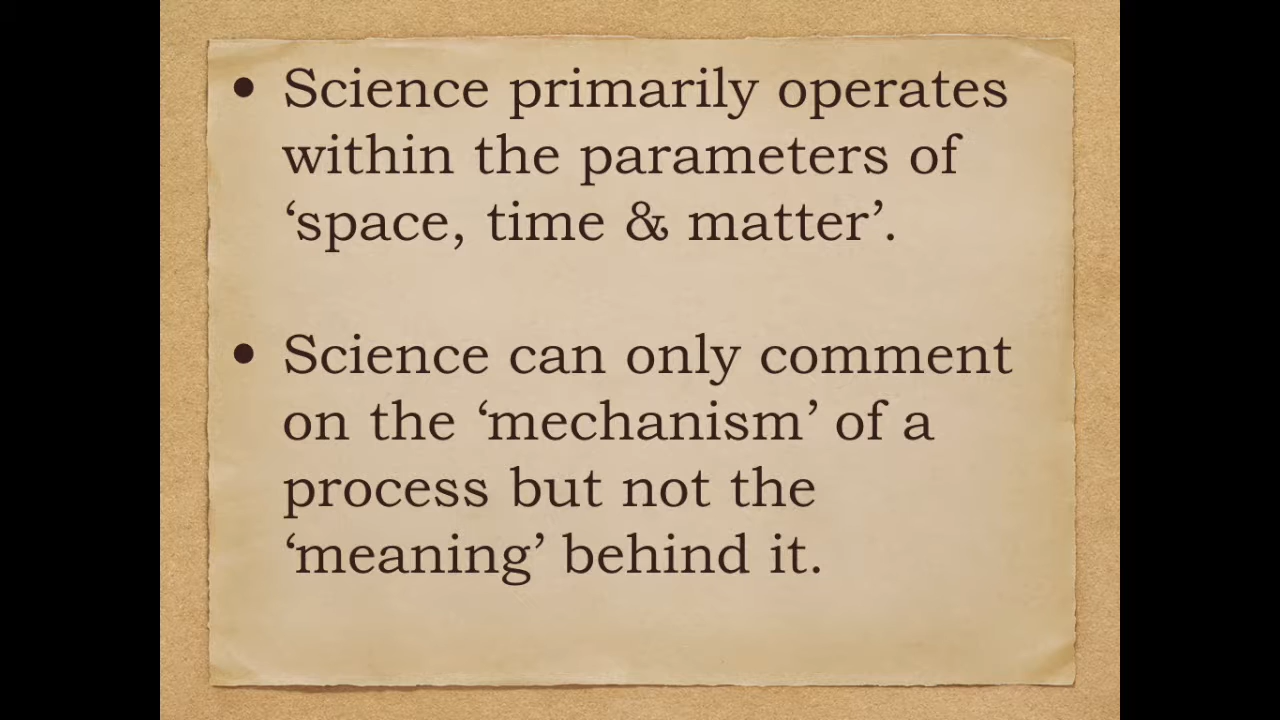 • Science primarily operates
within the parameters of
‘space, time & matter’.
• Science can only comment
on the ‘mechanism’ of a
process but not the
‘meaning’ behind it.